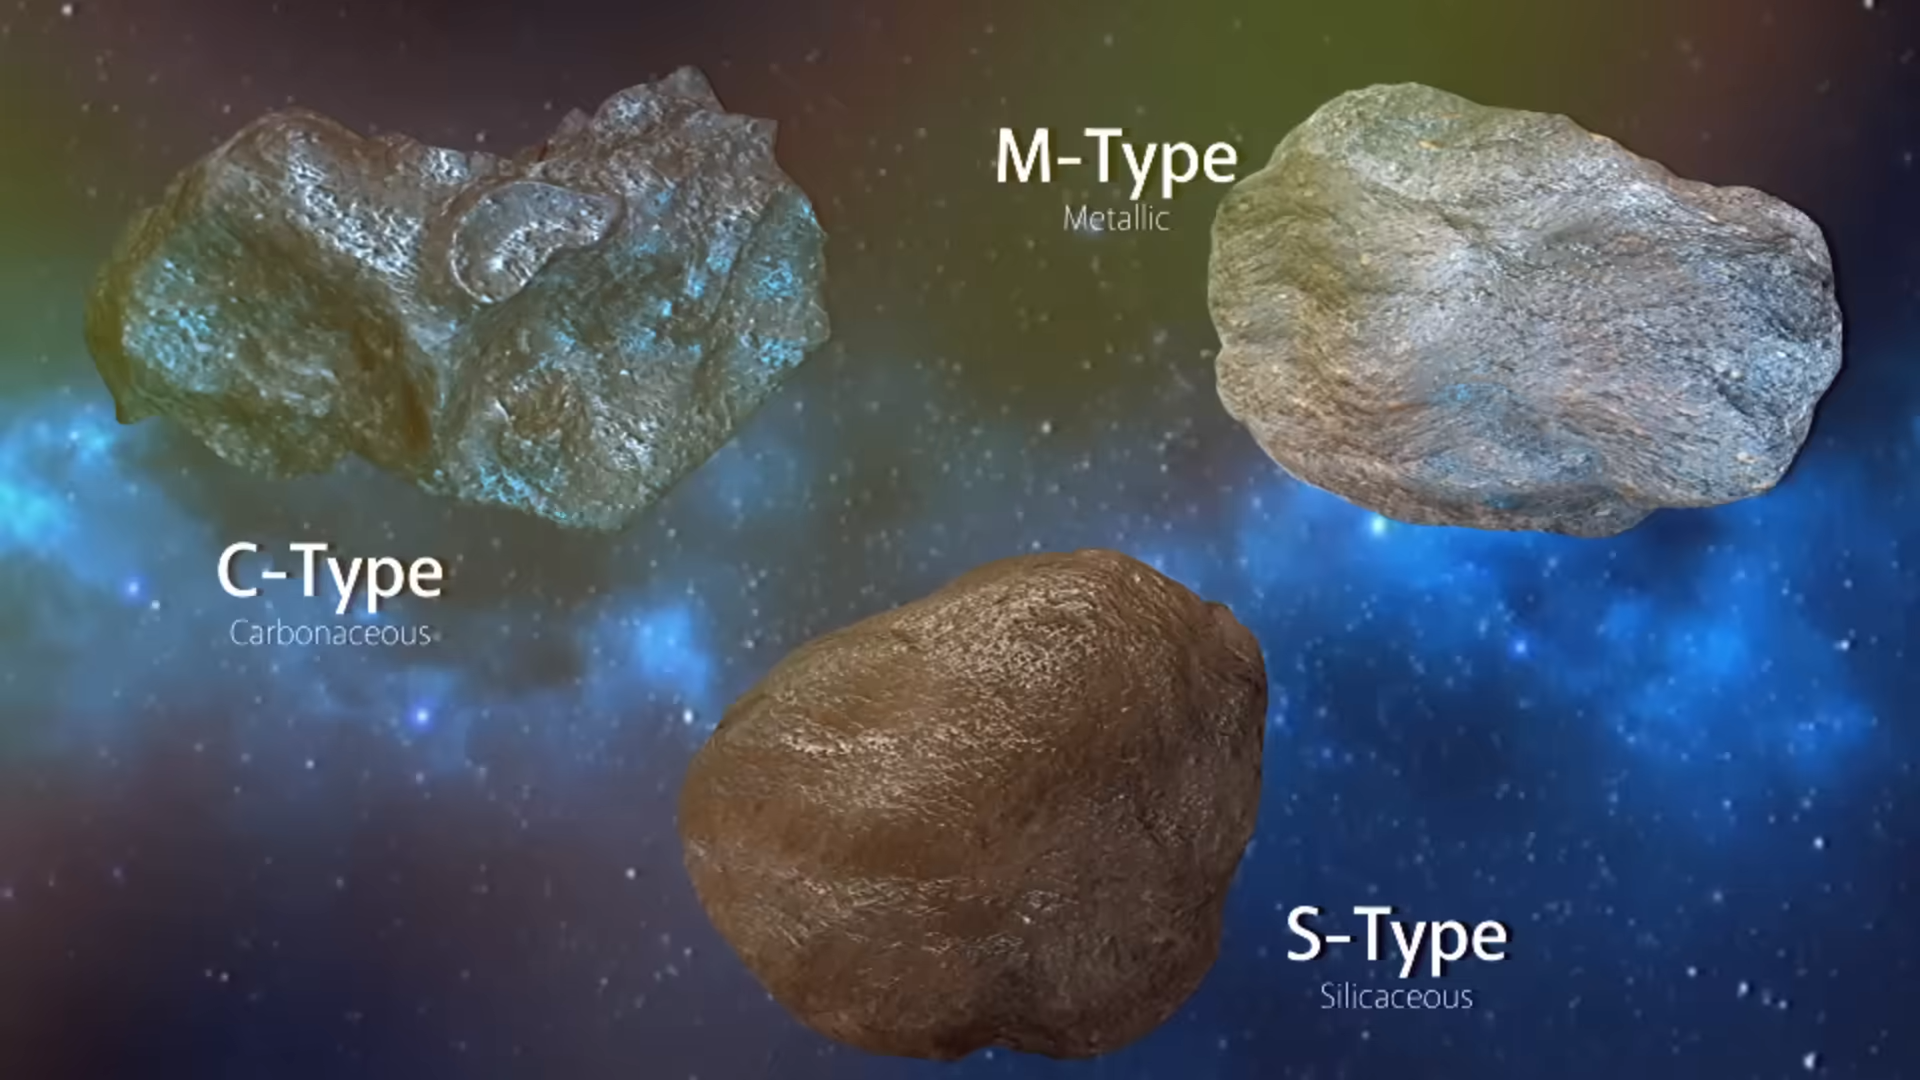 M-Type
Metallic
C-Type
Carbonaceous
S-Type
Silicaceous